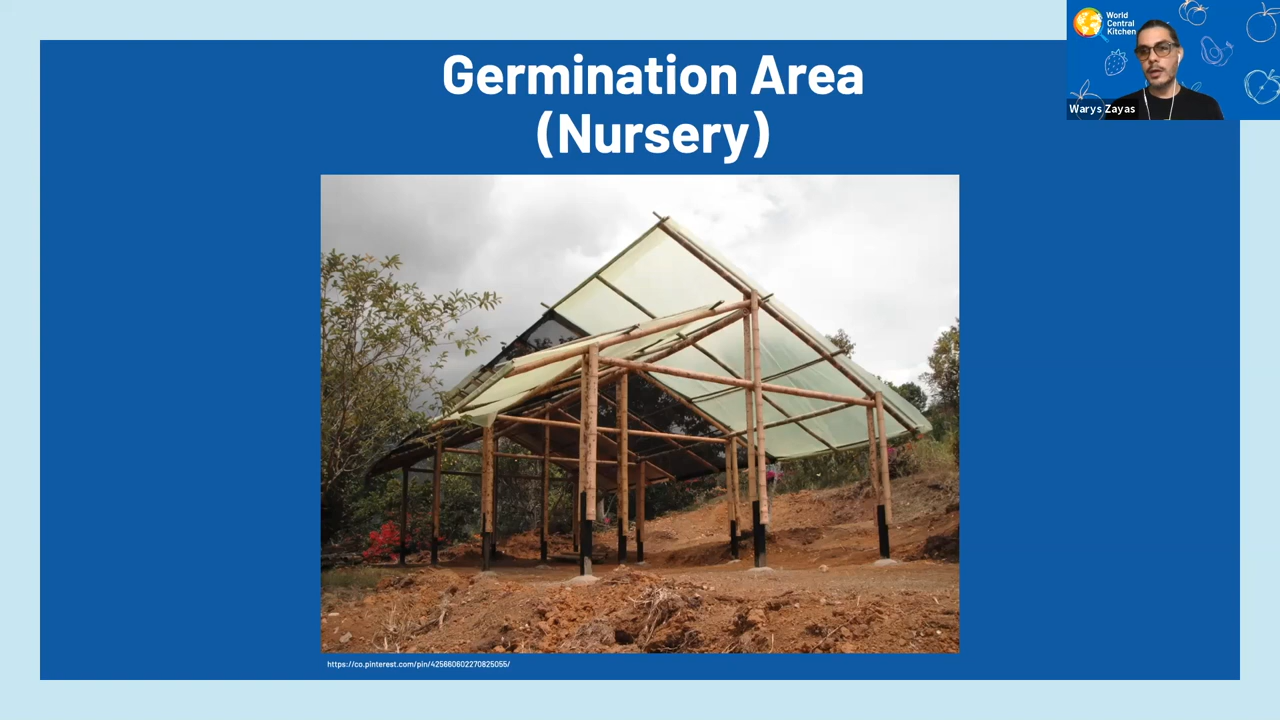 Germination Area
(Nursery)
World
Central
Kitchen
Warys Zayas
https://co.pinterest.com/pin/425660602270825055/